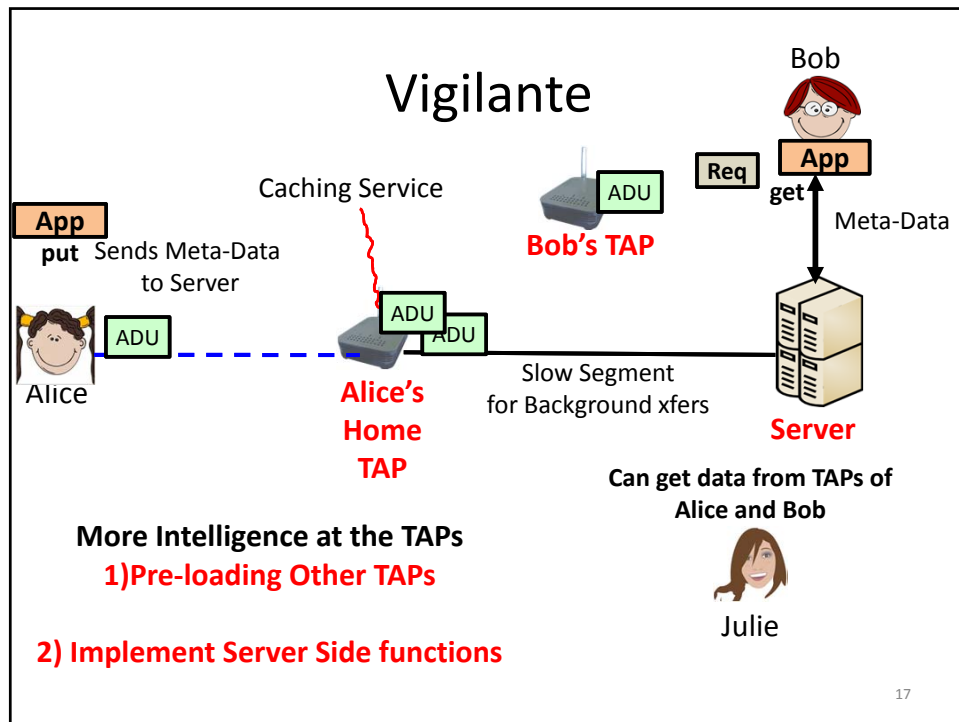 Vigilante
Bob
App
Req
get
Meta-Data
Caching Service
ADU
Bob's TAP
App
put
Sends Meta-Data
to Server
ADU
Alice
ADU
ADU
Alice's
Home
TAP
Slow Segment
for Background xfers
Server
Can get data from TAPs of
Alice and Bob
Julie
More Intelligence at the TAPs
1)Pre-loading Other TAPs
2) Implement Server Side functions
17